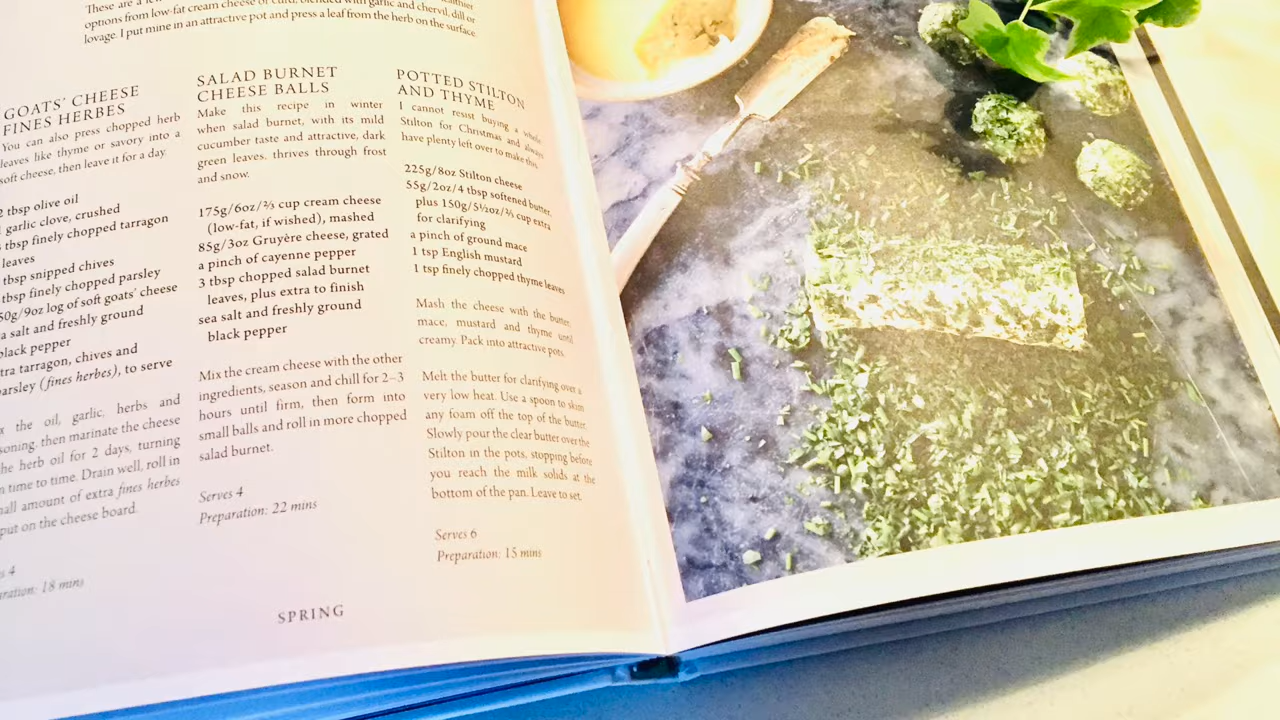 These are a few
options from low-fat cream cheese or curd, blended with garlic and chervil, dill or
lovage. I put mine in an attractive pot and press a leaf from the herb on the surface.
GOATS' CHEESE
FINES HERBES
You can also press chopped herb
leaves like thyme or savory into a
soft cheese, then leave it for a day.
2 tbsp olive oil
garlic clove, crushed
tbsp finely chopped tarragon
leaves
tbsp snipped chives
tbsp finely chopped parsley
50g/9oz log of soft goats' cheese
salt and freshly ground
black pepper
tra tarragon, chives and
parsley (fines herbes), to serve
the oil, garlic, herbs and
soning, then marinate the cheese
he herb oil for 2 days, turning
time to time. Drain well, roll in
all amount of extra fines herbes
put on the cheese board.
4
ration: 18 mins
SALAD BURNET
CHEESE BALLS
Make this recipe in winter
when salad burnet, with its mild
cucumber taste and attractive, dark
green leaves, thrives through frost
and snow.
175g/6oz/⅔ cup cream cheese
(low-fat, if wished), mashed
85g/3oz Gruyère cheese, grated
a pinch of cayenne pepper
3 tbsp chopped salad burnet
leaves, plus extra to finish
sea salt and freshly ground
black pepper
Mix the cream cheese with the other
ingredients, season and chill for 2–3
hours until firm, then form into
small balls and roll in more chopped
salad burnet.
Serves 4
Preparation: 22 mins
POTTED STILTON
AND THYME
I cannot resist buying a whole
Stilton for Christmas and always
have plenty left over to make this.
225g/8oz Stilton cheese
55g/2oz/4 tbsp softened butter,
plus 150g/5½oz/⅔ cup extra
for clarifying
a pinch of ground mace
1 tsp English mustard
1 tsp finely chopped thyme leaves
Mash the cheese with the butter,
mace, mustard and thyme until
creamy. Pack into attractive pots.
Melt the butter for clarifying over a
very low heat. Use a spoon to skim
any foam off the top of the butter.
Slowly pour the clear butter over the
Stilton in the pots, stopping before
you reach the milk solids at the
bottom of the pan. Leave to set.
Serves 6
Preparation: 15 mins
SPRING